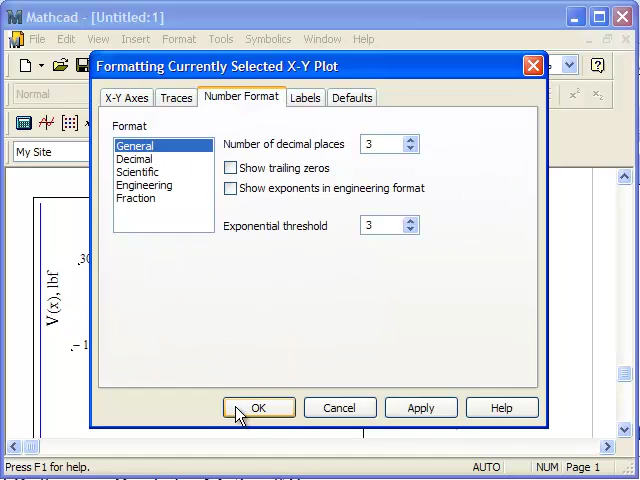 Mathcad - [Untitled:1]
File Edit View Insert Format Tools Symbolics Window Help
Formatting Currently Selected X-Y Plot
Normal
My Site
X-Y Axes Traces Number Format Labels Defaults
Format
General
Decimal
Scientific
Engineering
Fraction
Number of decimal places 3
Show trailing zeros
Show exponents in engineering format
Exponential threshold 3
V(x), lbf
OK Cancel Apply Help
Press F1 for help. AUTO NUM Page 1